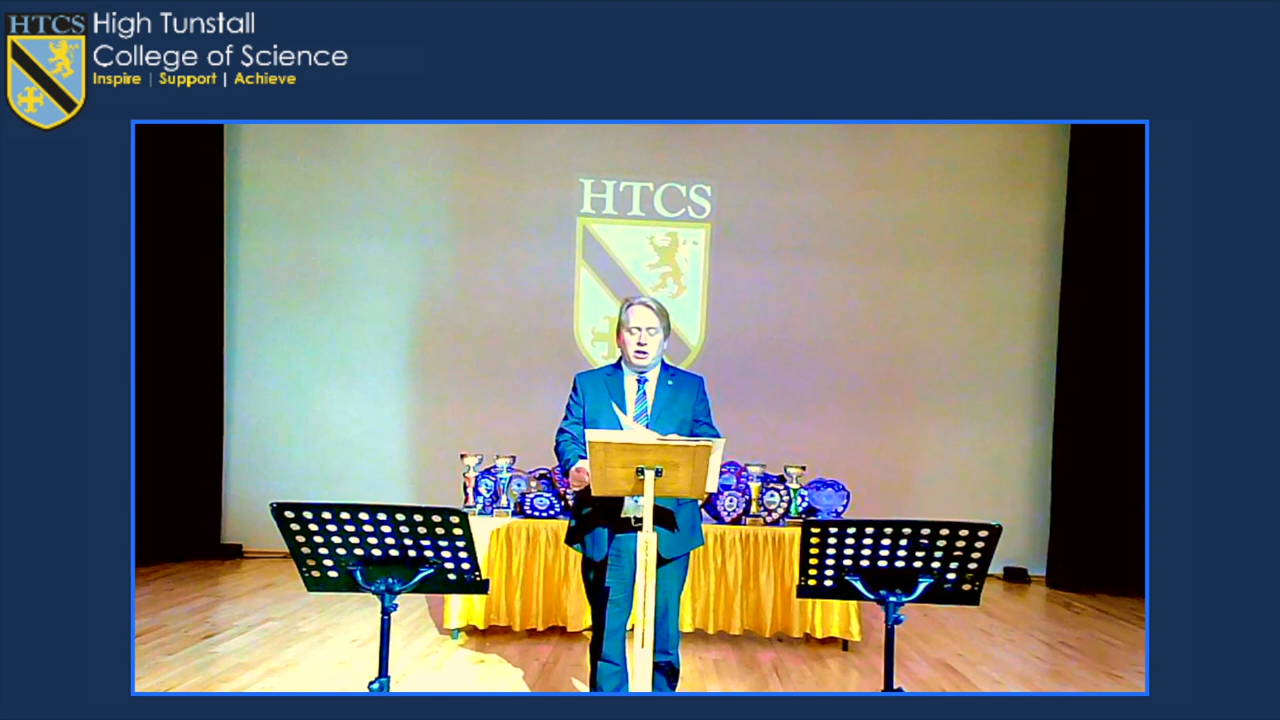 HTCS
High Tunstall
College of Science
Inspire | Support | Achieve
HTCS